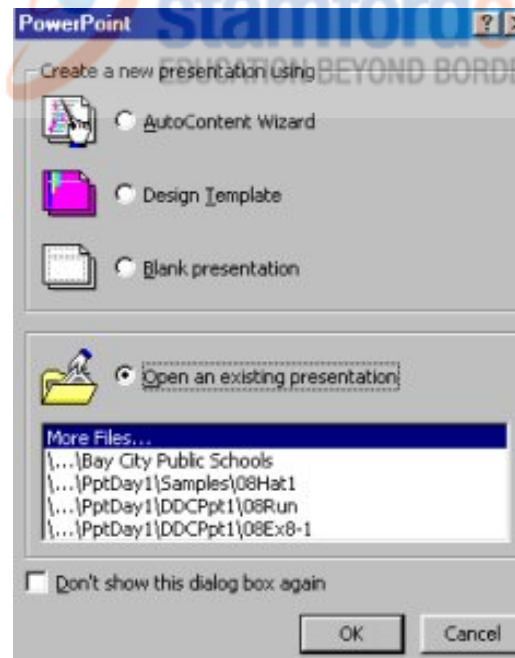 PowerPoint
stamford
EDUCATION BEYOND BORDE
Create a new presentation using
AutoContent Wizard
Design Template
Blank presentation
Open an existing presentation
More Files...
\...\Bay City Public Schools
\...\PptDay1\Samples\08Hat1
\...\PptDay1\DDCPpt1\08Run
\...\PptDay1\DDCPpt1\08Ex8-1
Don't show this dialog box again
OK Cancel